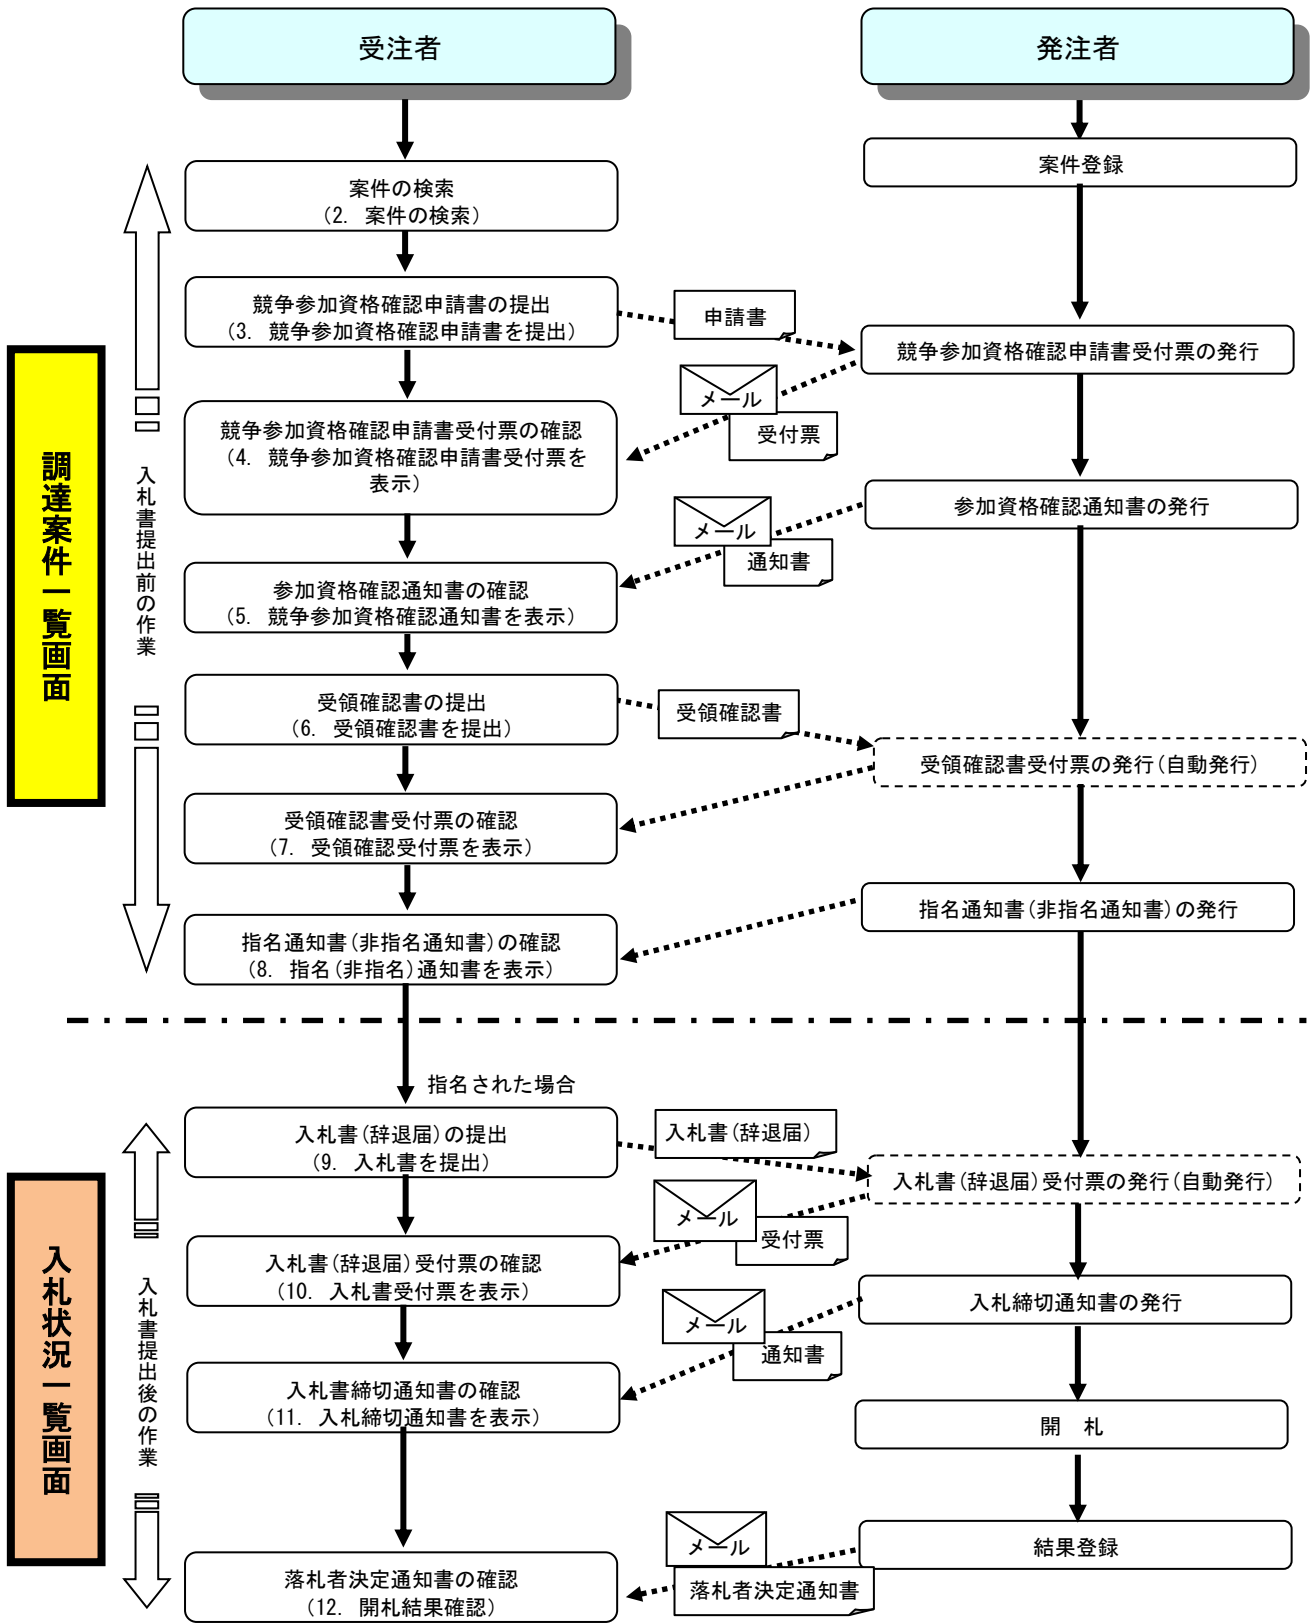 受注者
発注者
案件登録
案件の検索
(2. 案件の検索)
競争参加資格確認申請書の提出
(3. 競争参加資格確認申請書を提出)
申請書
競争参加資格確認申請書受付票の発行
メール
受付票
競争参加資格確認申請書受付票の確認
(4. 競争参加資格確認申請書受付票を
表示)
参加資格確認通知書の発行
メール
通知書
参加資格確認通知書の確認
(5. 競争参加資格確認通知書を表示)
調達案件一覧画面
入札書提出前の作業
受領確認書の提出
(6. 受領確認書を提出)
受領確認書
受領確認書受付票の発行(自動発行)
受領確認書受付票の確認
(7. 受領確認受付票を表示)
指名通知書(非指名通知書)の発行
指名通知書(非指名通知書)の確認
(8. 指名(非指名)通知書を表示)
指名された場合
入札書(辞退届)の提出
(9. 入札書を提出)
入札書(辞退届)
入札書(辞退届)受付票の発行(自動発行)
メール
受付票
入札書(辞退届)受付票の確認
(10. 入札書受付票を表示)
入札締切通知書の発行
メール
通知書
入札書締切通知書の確認
(11. 入札締切通知書を表示)
入札状況一覧画面
入札書提出後の作業
開 札
結果登録
メール
落札者決定通知書
落札者決定通知書の確認
(12. 開札結果確認)